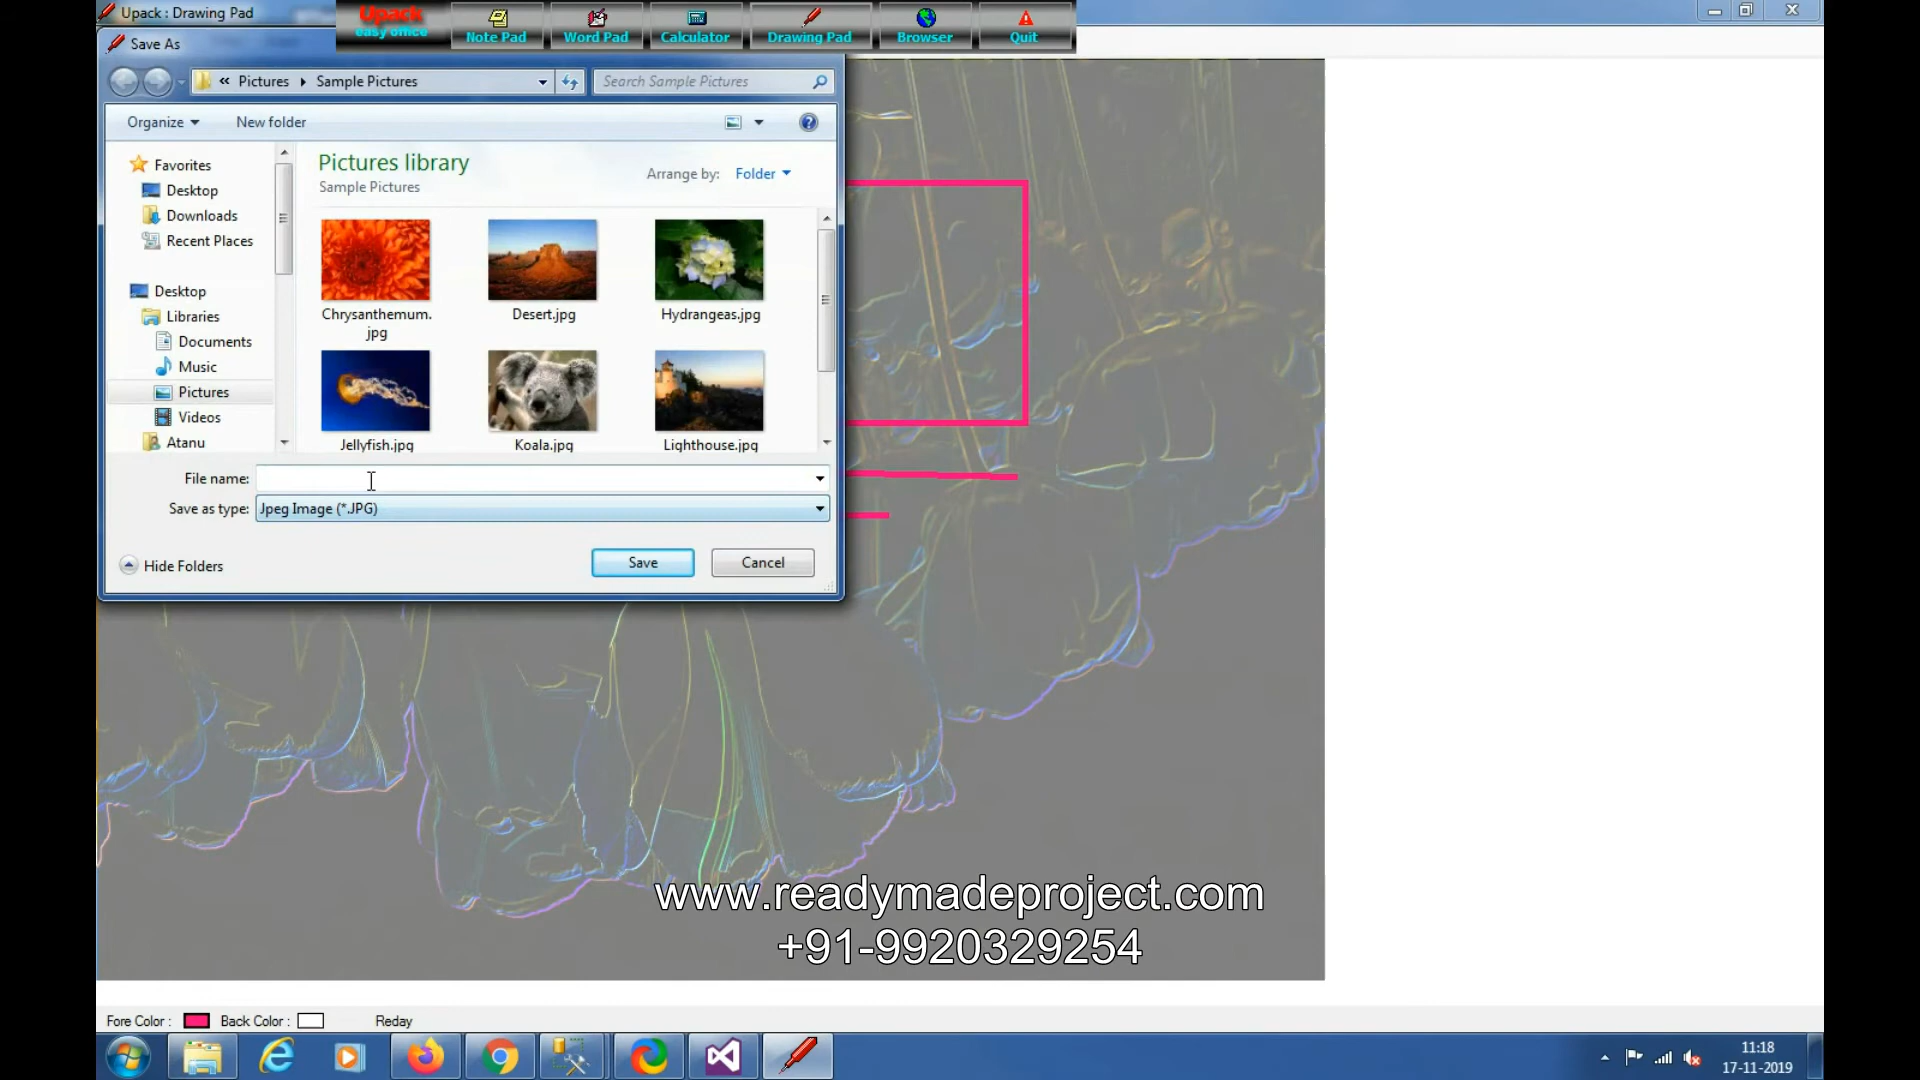 Upack : Drawing Pad
Upack
easy office
Note Pad
Word Pad
Calculator
Drawing Pad
Browser
Quit
Save As
« Pictures Sample Pictures
Search Sample Pictures
Organize
New folder
Favorites
Desktop
Downloads
Recent Places
Desktop
Libraries
Documents
Music
Pictures
Videos
Atanu
Pictures library
Sample Pictures
Arrange by: Folder
Chrysanthemum.
jpg
Desert.jpg
Hydrangeas.jpg
Jellyfish.jpg
Koala.jpg
Lighthouse.jpg
File name:
Save as type: Jpeg Image (*.JPG)
Hide Folders
Save
Cancel
www.readymadeproject.com
+91-9920329254
Fore Color :
Back Color :
Reday
11:18
17-11-2019